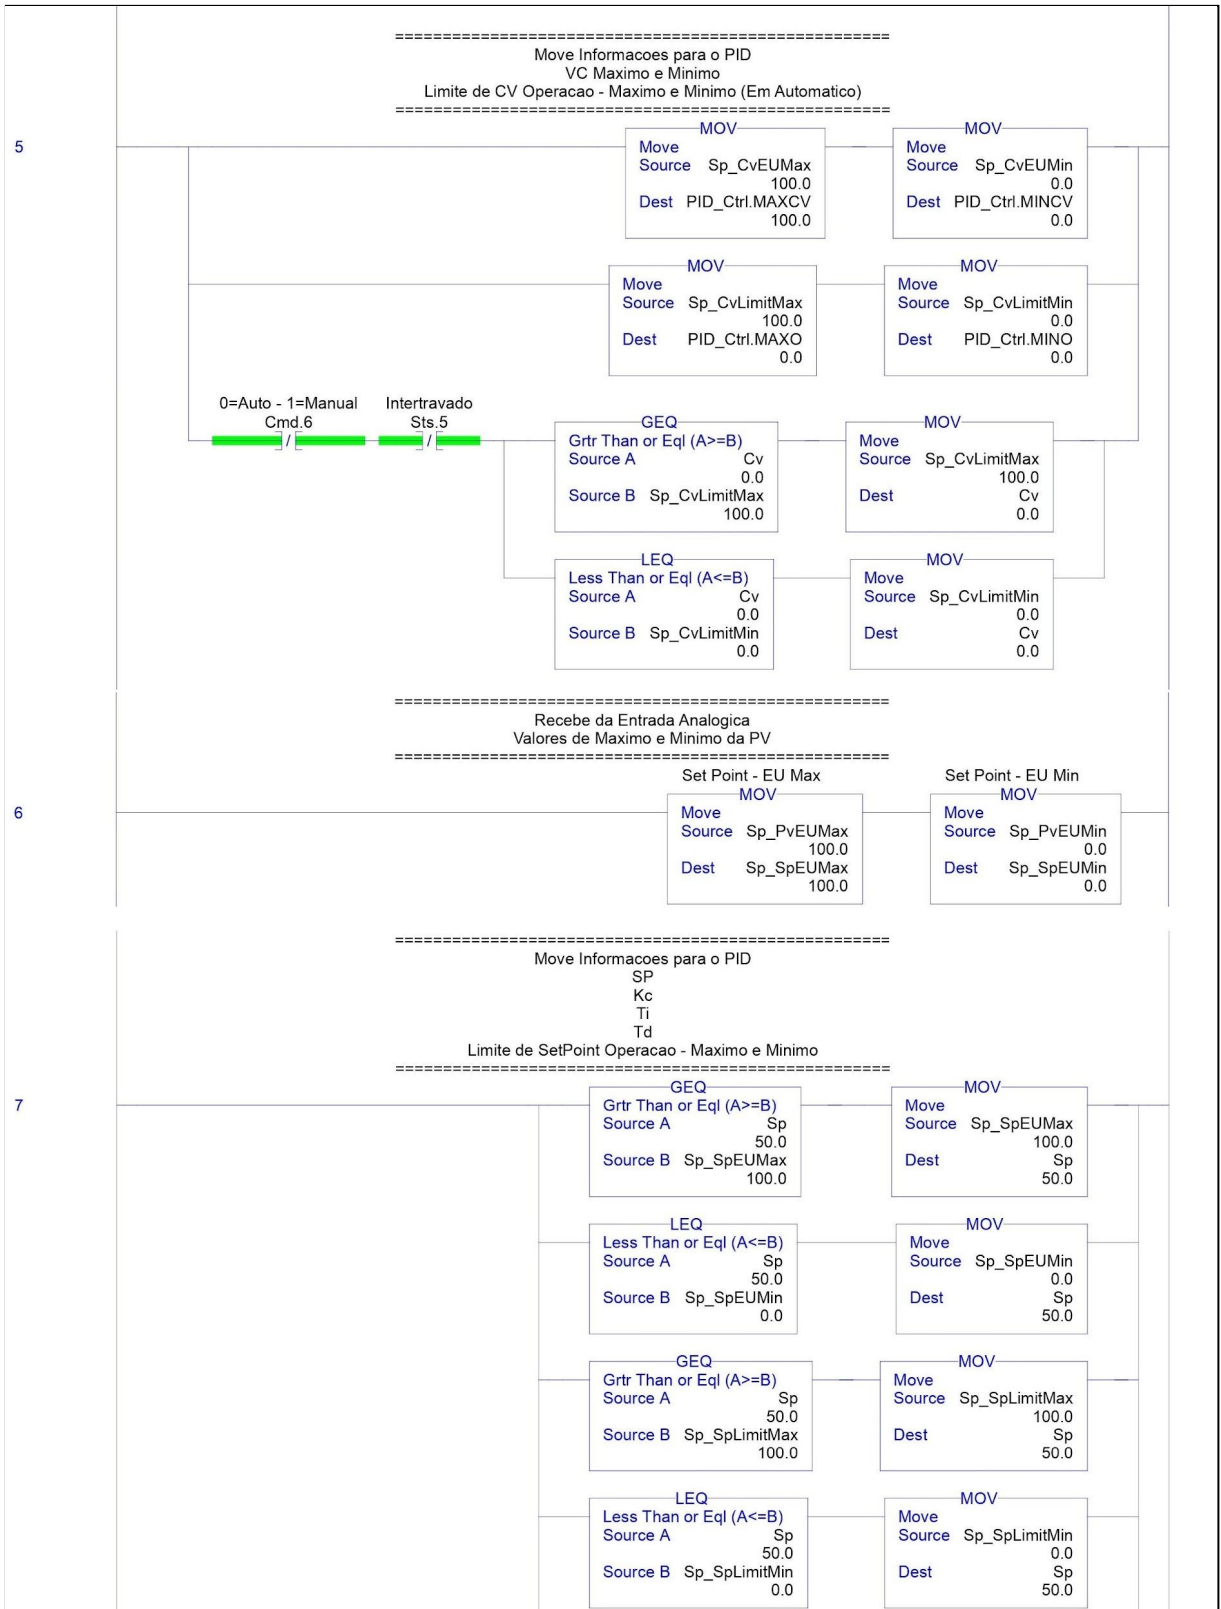 ==================================================
Move Informacoes para o PID
VC Maximo e Minimo
Limite de CV Operacao - Maximo e Minimo (Em Automatico)
==================================================
5
MOV
Move
Source Sp_CvEUMax
100.0
Dest PID_Ctrl.MAXCV
100.0
MOV
Move
Source Sp_CvEUMin
0.0
Dest PID_Ctrl.MINCV
0.0
MOV
Move
Source Sp_CvLimitMax
100.0
Dest PID_Ctrl.MAXO
0.0
MOV
Move
Source Sp_CvLimitMin
0.0
Dest PID_Ctrl.MINO
0.0
0=Auto - 1=Manual
Cmd.6
/
Intertravado
Sts.5
/
GEQ
Grtr Than or Eql (A>=B)
Source A Cv
0.0
Source B Sp_CvLimitMax
100.0
MOV
Move
Source Sp_CvLimitMax
100.0
Dest Cv
0.0
LEQ
Less Than or Eql (A<=B)
Source A Cv
0.0
Source B Sp_CvLimitMin
0.0
MOV
Move
Source Sp_CvLimitMin
0.0
Dest Cv
0.0
==================================================
Recebe da Entrada Analogica
Valores de Maximo e Minimo da PV
==================================================
6
Set Point - EU Max
MOV
Move
Source Sp_PvEUMax
100.0
Dest Sp_SpEUMax
100.0
Set Point - EU Min
MOV
Move
Source Sp_PvEUMin
0.0
Dest Sp_SpEUMin
0.0
==================================================
Move Informacoes para o PID
SP
Kc
Ti
Td
Limite de SetPoint Operacao - Maximo e Minimo
==================================================
7
GEQ
Grtr Than or Eql (A>=B)
Source A Sp
50.0
Source B Sp_SpEUMax
100.0
MOV
Move
Source Sp_SpEUMax
100.0
Dest Sp
50.0
LEQ
Less Than or Eql (A<=B)
Source A Sp
50.0
Source B Sp_SpEUMin
0.0
MOV
Move
Source Sp_SpEUMin
0.0
Dest Sp
50.0
GEQ
Grtr Than or Eql (A>=B)
Source A Sp
50.0
Source B Sp_SpLimitMax
100.0
MOV
Move
Source Sp_SpLimitMax
100.0
Dest Sp
50.0
LEQ
Less Than or Eql (A<=B)
Source A Sp
50.0
Source B Sp_SpLimitMin
0.0
MOV
Move
Source Sp_SpLimitMin
0.0
Dest Sp
50.0